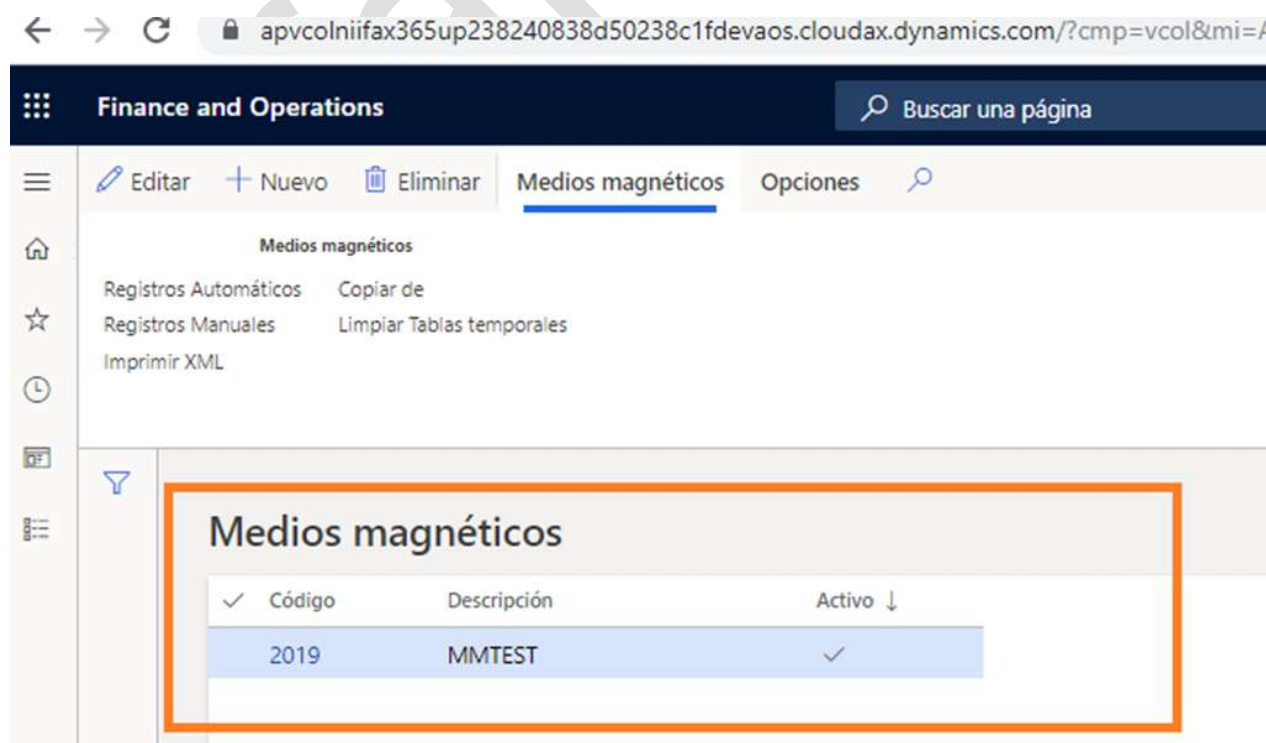 apvcolniifax365up238240838d50238c1fdevaos.cloudax.dynamics.com/?cmp=vcol&mi=
Finance and Operations Buscar una página
Editar Nuevo Eliminar Medios magnéticos Opciones
Medios magnéticos
Registros Automáticos Copiar de
Registros Manuales Limpiar Tablas temporales
Imprimir XML
Medios magnéticos
Código Descripción Activo
2019 MMTEST